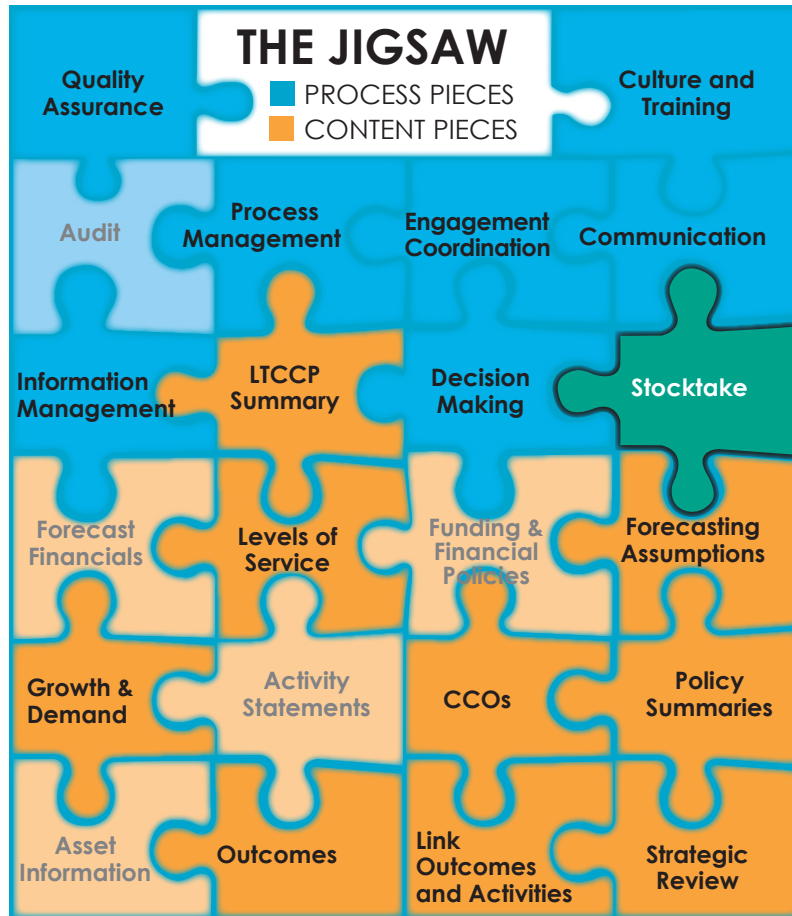 THE JIGSAW
PROCESS PIECES
CONTENT PIECES
Quality
Assurance
Culture and
Training
Audit
Process
Management
Engagement
Coordination
Communication
Information
Management
LTCCP
Summary
Decision
Making
Stocktake
Forecast
Financials
Levels of
Service
Funding &
Financial
Policies
Forecasting
Assumptions
Growth &
Demand
Activity
Statements
CCOs
Policy
Summaries
Asset
Information
Outcomes
Link
Outcomes
and Activities
Strategic
Review